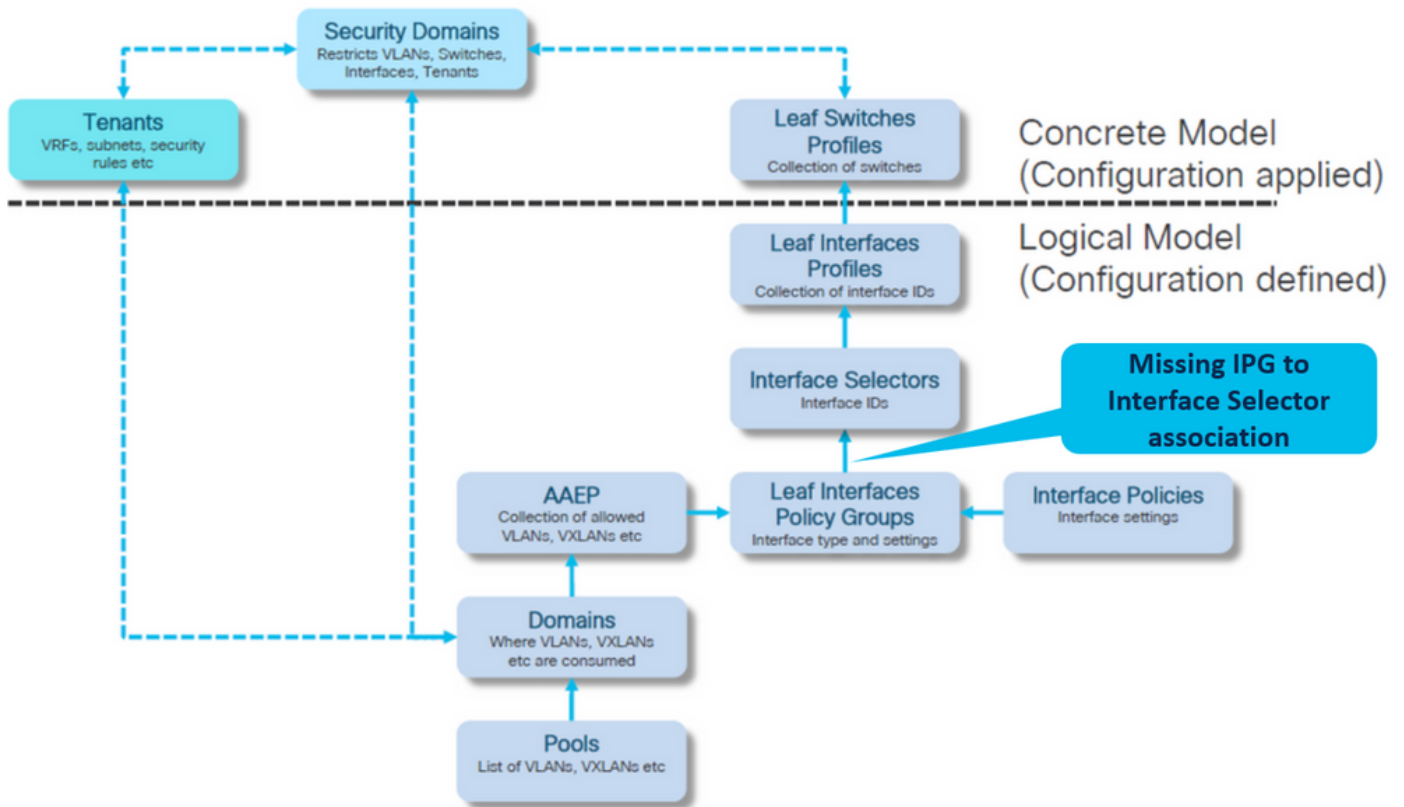 Security Domains
Restricts VLANs, Switches,
Interfaces, Tenants
Tenants
VRFs, subnets, security
rules etc
Leaf Switches
Profiles
Collection of switches
Concrete Model
(Configuration applied)
Leaf Interfaces
Profiles
Collection of interface IDs
Logical Model
(Configuration defined)
Interface Selectors
Interface IDs
Missing IPG to
Interface Selector
association
AAEP
Collection of allowed
VLANs, VXLANs etc
Leaf Interfaces
Policy Groups
Interface type and settings
Interface Policies
Interface settings
Domains
Where VLANs, VXLANs
etc are consumed
Pools
List of VLANs, VXLANs etc